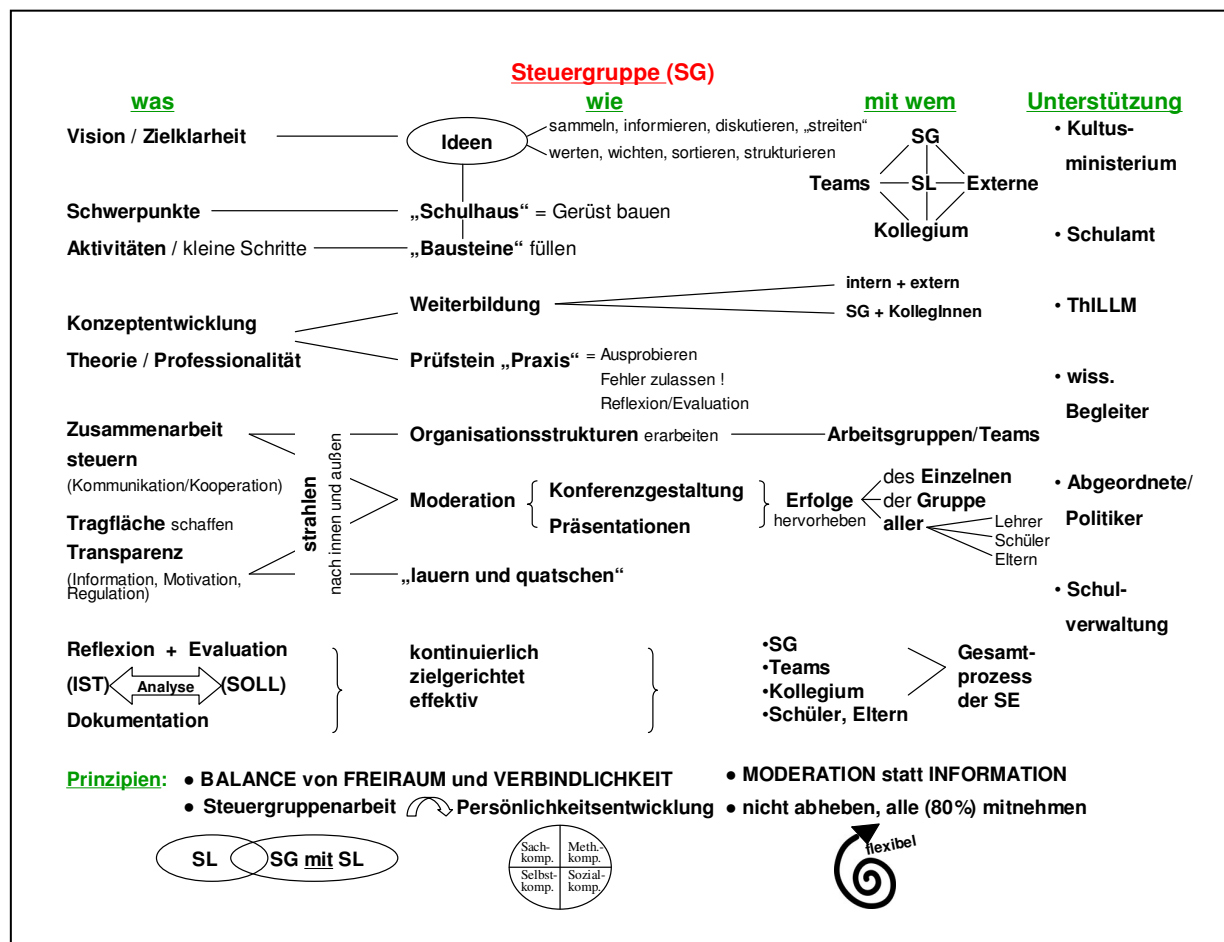 Steuergruppe (SG)
was
wie
mit wem
Unterstützung
Vision / Zielklarheit
Ideen
sammeln, informieren, diskutieren, „streiten“
werten, wichten, sortieren, strukturieren
SG
Teams
SL
Externe
Kollegium
Schwerpunkte
„Schulhaus“ = Gerüst bauen
Aktivitäten / kleine Schritte
„Bausteine“ füllen
Konzeptentwicklung
Theorie / Professionalität
Weiterbildung
intern + extern
SG + KollegInnen
Prüfstein „Praxis“ = Ausprobieren
Fehler zulassen !
Reflexion/Evaluation
Zusammenarbeit
steuern
(Kommunikation/Kooperation)
Tragfläche schaffen
Transparenz
(Information, Motivation,
Regulation)
strahlen
nach innen und außen
Organisationsstrukturen erarbeiten
Arbeitsgruppen/Teams
Moderation
Konferenzgestaltung
Präsentationen
Erfolge
hervorheben
des Einzelnen
der Gruppe
aller
Lehrer
Schüler
Eltern
„lauern und quatschen“
• Kultus-
ministerium
• Schulamt
• ThILLM
• wiss.
Begleiter
• Abgeordnete/
Politiker
• Schul-
verwaltung
Reflexion + Evaluation
(IST) Analyse (SOLL)
Dokumentation
kontinuierlich
zielgerichtet
effektiv
•SG
•Teams
•Kollegium
•Schüler, Eltern
Gesamt-
prozess
der SE
Prinzipien:
● BALANCE von FREIRAUM und VERBINDLICHKEIT
● MODERATION statt INFORMATION
● Steuergruppenarbeit Persönlichkeitsentwicklung
● nicht abheben, alle (80%) mitnehmen
SL
SG mit SL
Sach-
komp.
Meth.-
komp.
Selbst-
komp.
Sozial-
komp.
flexibel